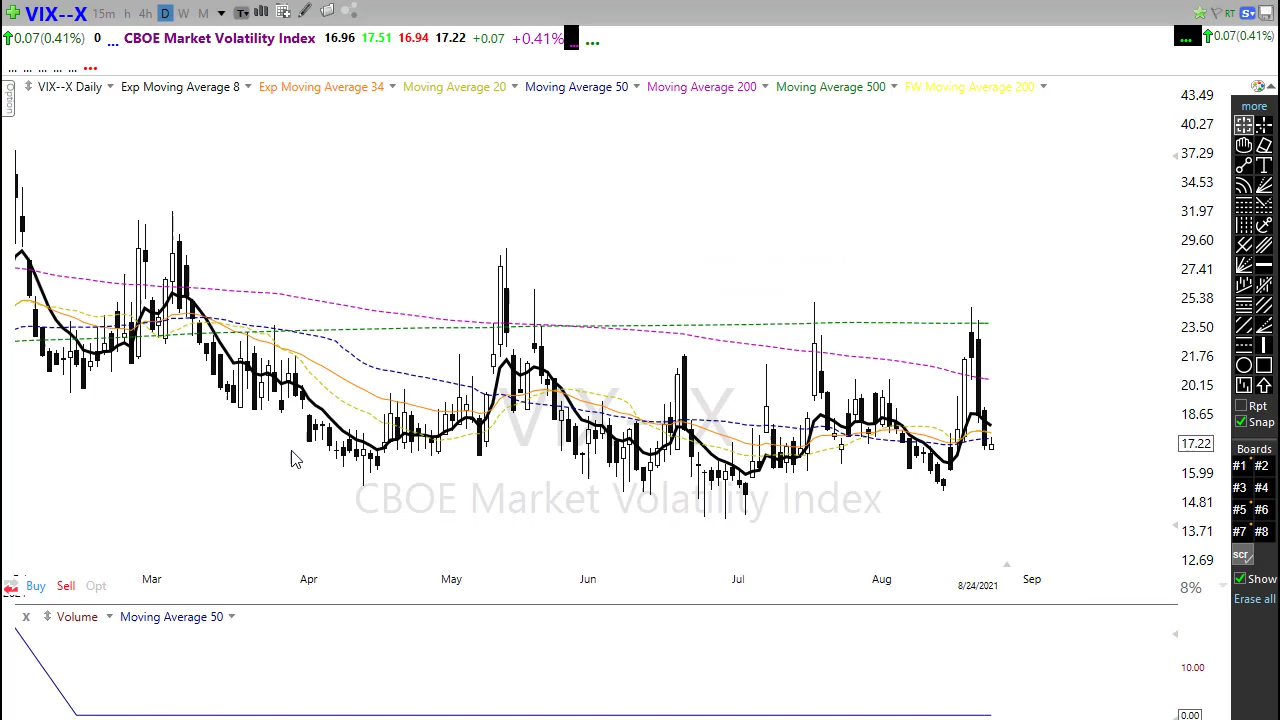 VIX--X 15m h 4h D W M T RT S
0.07(0.41%) 0 ... CBOE Market Volatility Index 16.96 17.51 16.94 17.22 +0.07 +0.41% ... ... ... 0.07(0.41%)
... ... ... ... ... ...
Option VIX--X Daily Exp Moving Average 8 Exp Moving Average 34 Moving Average 20 Moving Average 50 Moving Average 200 Moving Average 500 FW Moving Average 200
43.49
40.27
37.29
34.53
31.97
29.60
27.41
25.38
23.50
21.76
20.15
18.65
17.22
15.99
14.81
13.71
12.69
VIX--X
CBOE Market Volatility Index
Mar Apr May Jun Jul Aug 8/24/2021 Sep
Buy Sell Opt 8%
X Volume Moving Average 50
10.00
0.00
more
T
Rpt
Snap
Boards
#1 #2
#3 #4
#5 #6
#7 #8
scr
Show
Erase all